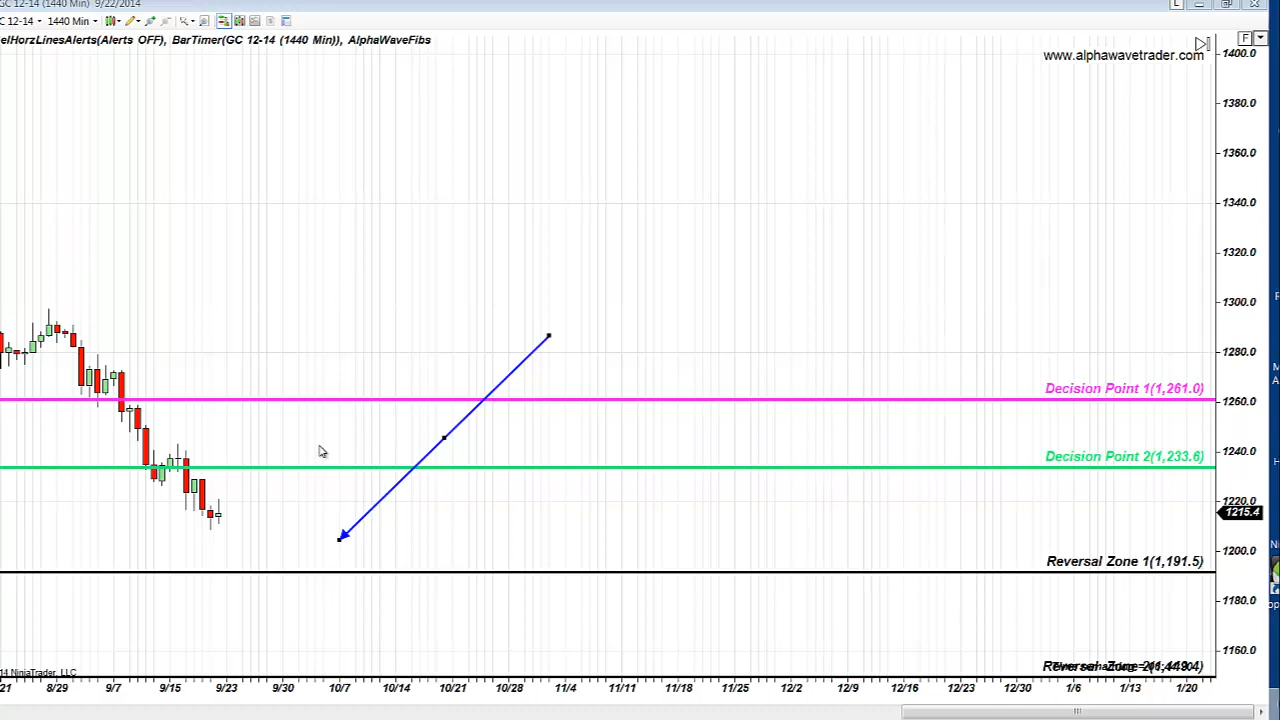 GC 12-14 (1440 Min) 9/22/2014
C 12-14 1440 Min
L
elHorzLinesAlerts(Alerts OFF), BarTimer(GC 12-14 (1440 Min)), AlphaWaveFibs
F
www.alphawavetrader.com
1400.0
1380.0
1360.0
1340.0
1320.0
1300.0
1280.0
Decision Point 1(1,261.0)
1260.0
Decision Point 2(1,233.6)
1240.0
1220.0
1215.4
1200.0
Reversal Zone 1(1,191.5)
1180.0
1160.0
Reversal Zone
14 NinjaTrader, LLC
21 8/29 9/7 9/15 9/23 9/30 10/7 10/14 10/21 10/28 11/4 11/11 11/18 11/25 12/2 12/9 12/16 12/23 12/30 1/6 1/13 1/20